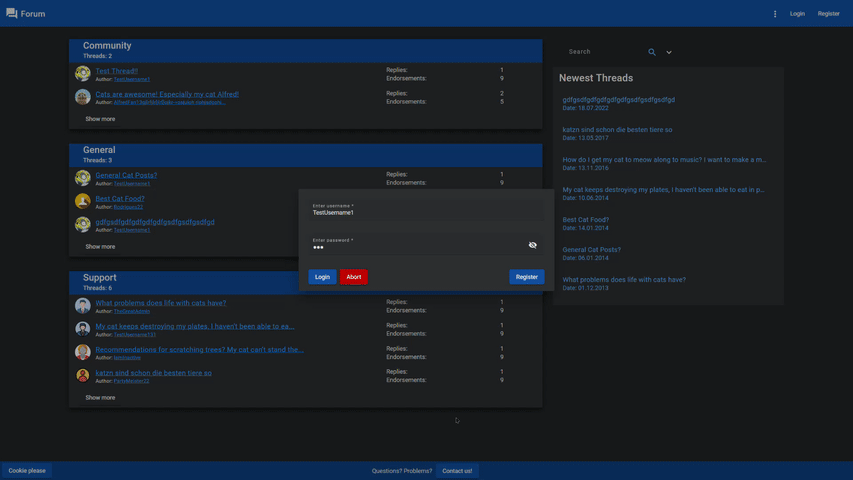 Forum
Login
Register
Community
Threads: 2
Test Thread!!
Author: TestUsername1
Replies: 1
Endorsements: 9
Cats are awesome! Especially my cat Alfred!
Replies: 2
Endorsements: 5
Show more
General
Threads: 3
General Cat Posts?
Author: TestUsername1
Replies: 1
Endorsements: 9
Best Cat Food?
Author: Rodriguez22
gdfgsdfgdfgdfgdfgdfgsdfgsdfgsdfgd
Author: TestUsername1
Show more
Enter username *
TestUsername1
Enter password *
Login
Abort
Register
Support
Threads: 6
What problems does life with cats have?
Author: TheGreatAdmin
Replies: 1
Endorsements: 9
My cat keeps destroying my plates, I haven't been able to ea...
Author: TestUsername131
Replies: 1
Endorsements: 9
Recommendations for scratching trees? My cat can't stand the...
Author:
Replies: 1
Endorsements: 9
katzn sind schon die besten tiere so
Author: PartyManiac22
Replies: 1
Endorsements: 9
Show more
Search
Newest Threads
gdfgsdfgdfgdfgdfgdfgsdfgsdfgsdfgd
Date: 18.07.2022
katzn sind schon die besten tiere so
Date: 13.05.2017
How do I get my cat to meow along to music? I want to make a m...
Date: 13.11.2016
My cat keeps destroying my plates, I haven't been able to eat in p...
Date: 10.06.2014
Best Cat Food?
Date: 14.01.2014
General Cat Posts?
Date: 06.01.2014
What problems does life with cats have?
Date: 01.12.2013
Cookie please
Questions? Problems?
Contact us!